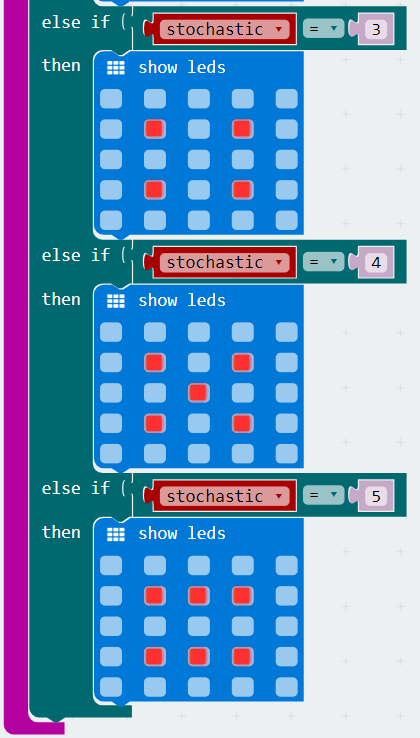 else if ( stochastic = 3
then show leds
else if ( stochastic = 4
then show leds
else if ( stochastic = 5
then show leds